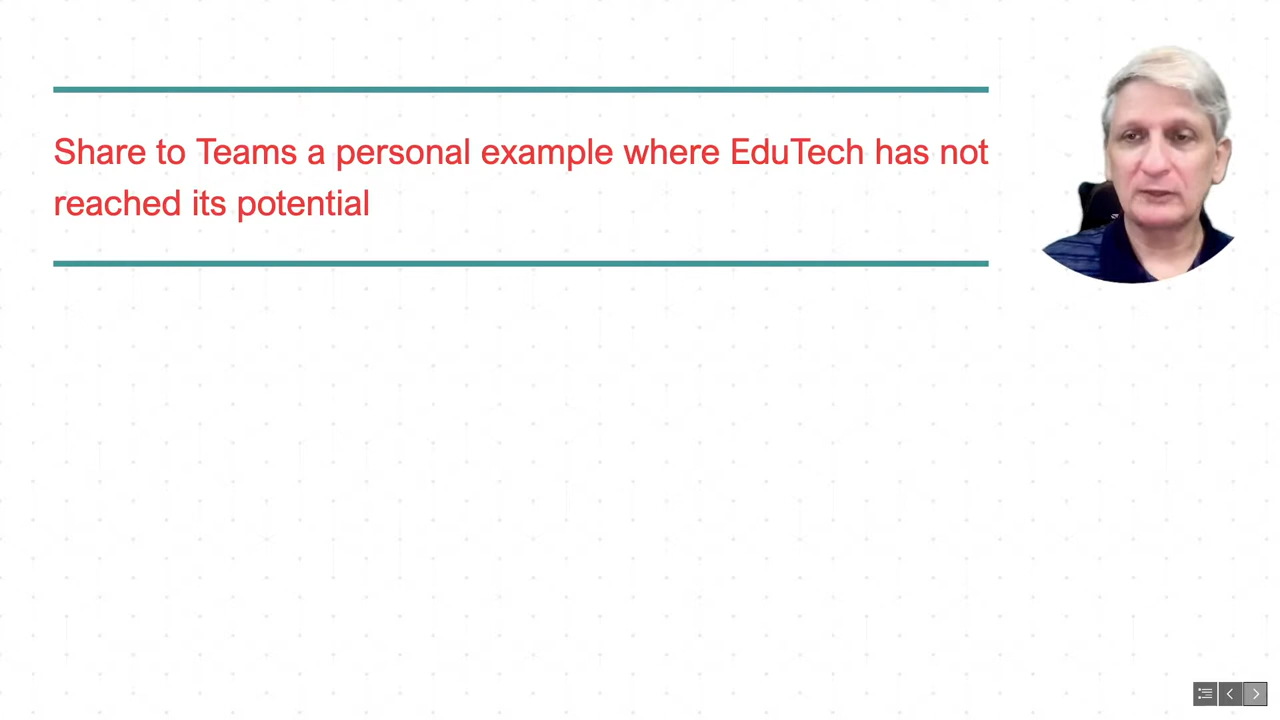 Share to Teams a personal example where EduTech has not
reached its potential